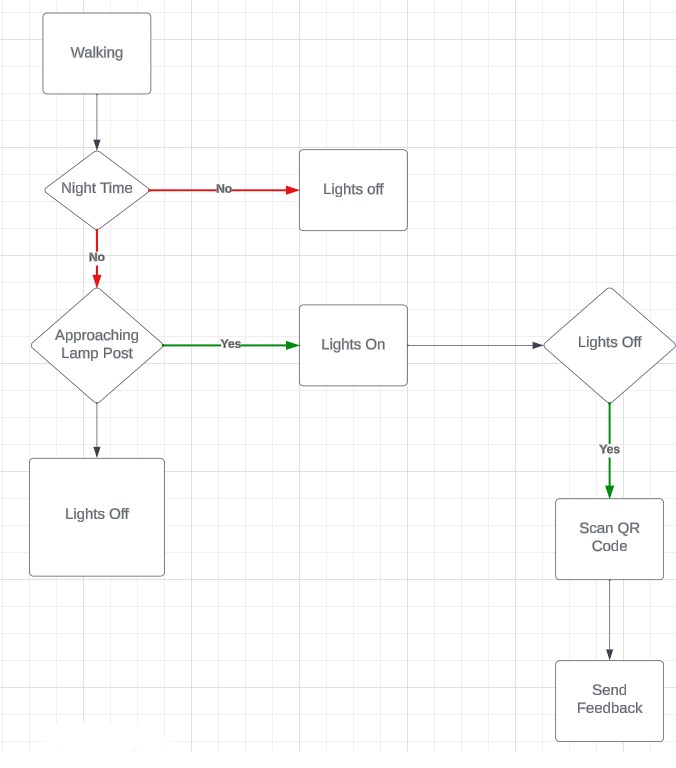 Walking
Night Time
No
Lights off
No
Approaching
Lamp Post
Yes
Lights On
Lights Off
Yes
Lights Off
Scan QR
Code
Send
Feedback